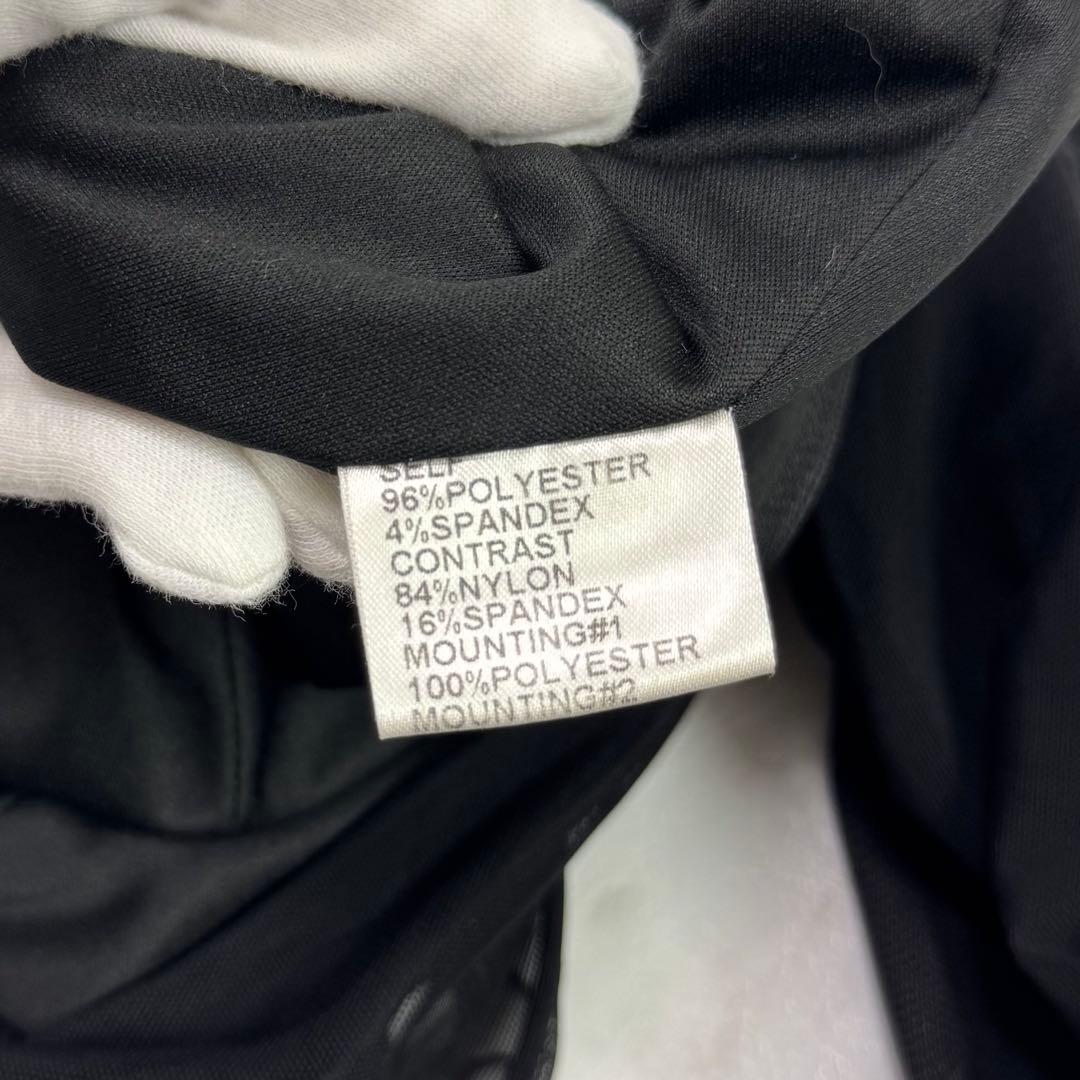 SELF
96%POLYESTER
4%SPANDEX
CONTRAST
84%NYLON
16%SPANDEX
MOUNTING#1
100%POLYESTER
MOUNTING#2